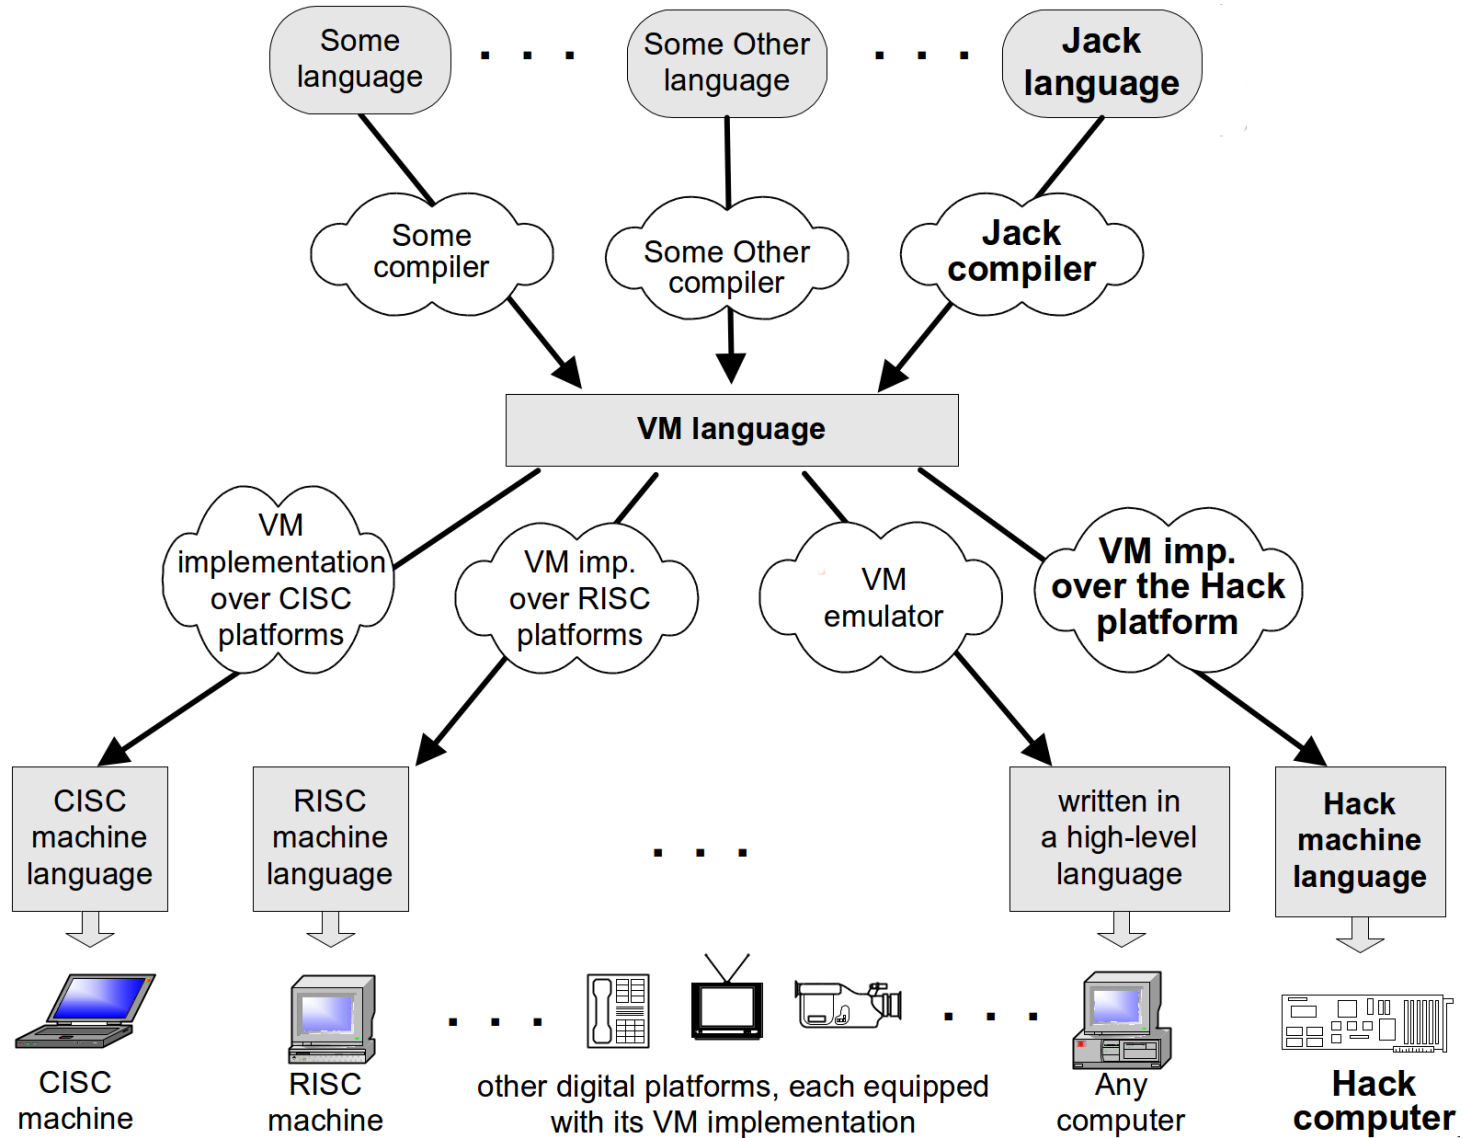 Some
language
. . .
Some Other
language
. . .
Jack
language
Some
compiler
Some Other
compiler
Jack
compiler
VM language
VM
implementation
over CISC
platforms
VM imp.
over RISC
platforms
VM
emulator
VM imp.
over the Hack
platform
CISC
machine
language
RISC
machine
language
. . .
written in
a high-level
language
Hack
machine
language
. . .
. . .
CISC
machine
RISC
machine
other digital platforms, each equipped
with its VM implementation
Any
computer
Hack
computer